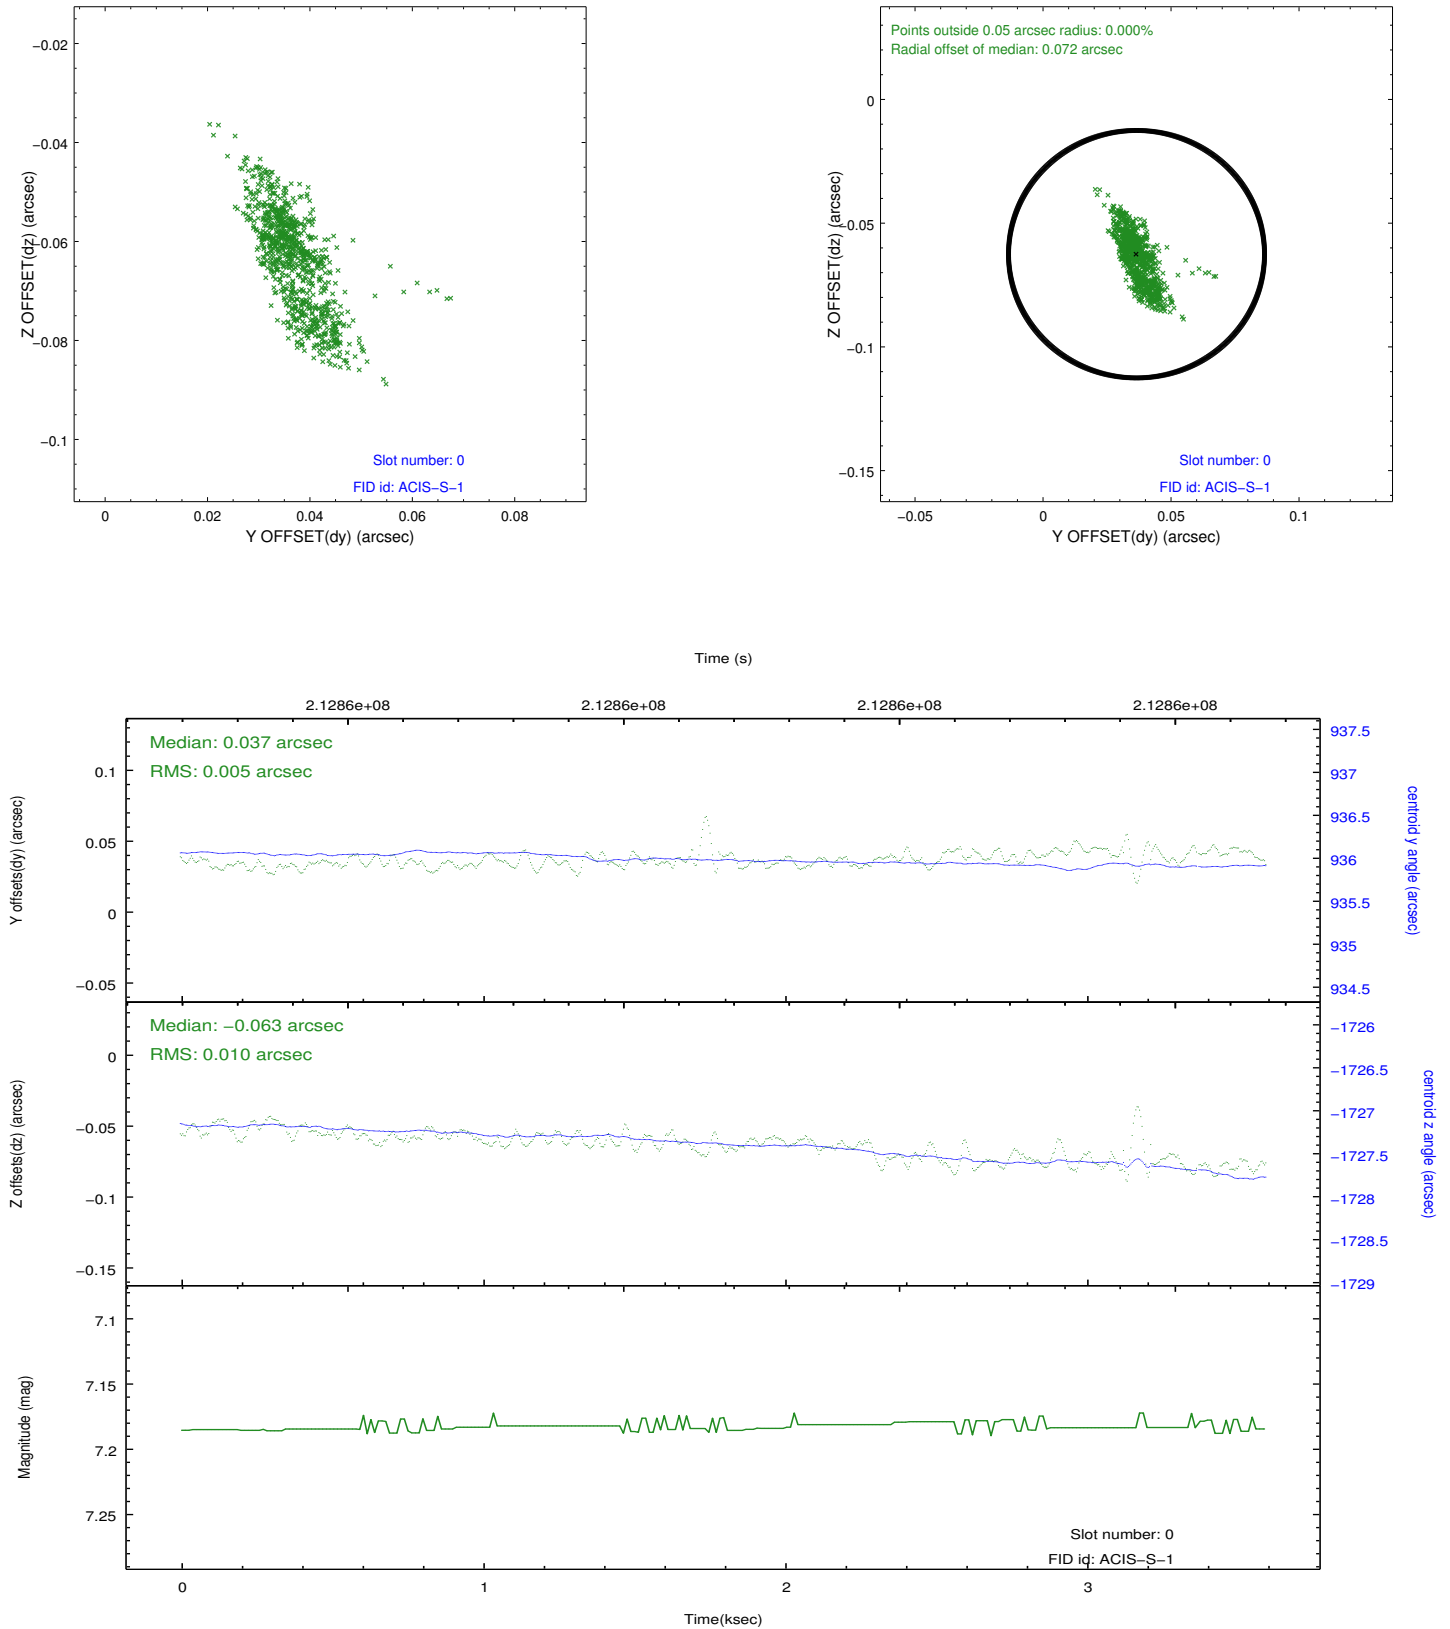 −0.02
−0.04
−0.06
−0.08
−0.1
Z OFFSET(dz) (arcsec)
Slot number: 0
FID id: ACIS−S−1
0 0.02 0.04 0.06 0.08
Y OFFSET(dy) (arcsec)
Points outside 0.05 arcsec radius: 0.000%
Radial offset of median: 0.072 arcsec
0
−0.05
−0.1
−0.15
Z OFFSET(dz) (arcsec)
Slot number: 0
FID id: ACIS−S−1
−0.05 0 0.05 0.1
Y OFFSET(dy) (arcsec)
Time (s)
2.1286e+08 2.1286e+08 2.1286e+08 2.1286e+08
Median: 0.037 arcsec
RMS: 0.005 arcsec
0.1
0.05
0
−0.05
Y offsets(dy) (arcsec)
937.5
937
936.5
936
935.5
935
934.5
centroid y angle (arcsec)
Median: −0.063 arcsec
RMS: 0.010 arcsec
0
−0.05
−0.1
−0.15
Z offsets(dz) (arcsec)
−1726
−1726.5
−1727
−1727.5
−1728
−1728.5
−1729
centroid z angle (arcsec)
7.1
7.15
7.2
7.25
Magnitude (mag)
Slot number: 0
FID id: ACIS−S−1
0 1 2 3
Time(ksec)